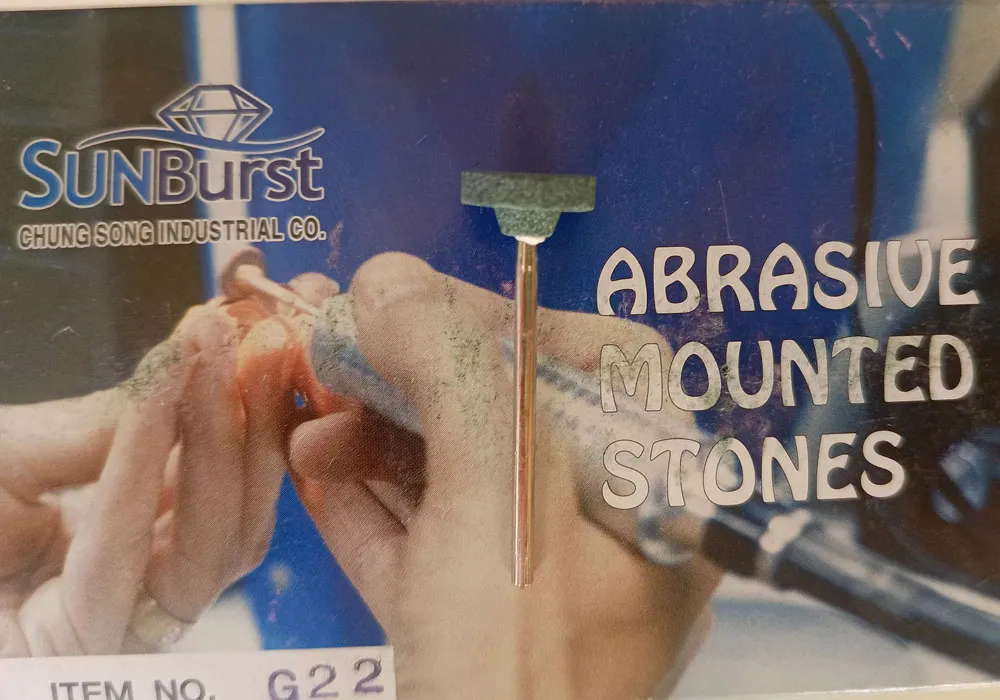 SUNBurst
CHUNG SONG INDUSTRIAL CO.
ABRASIVE
MOUNTED
STONES
ITEM NO. G22